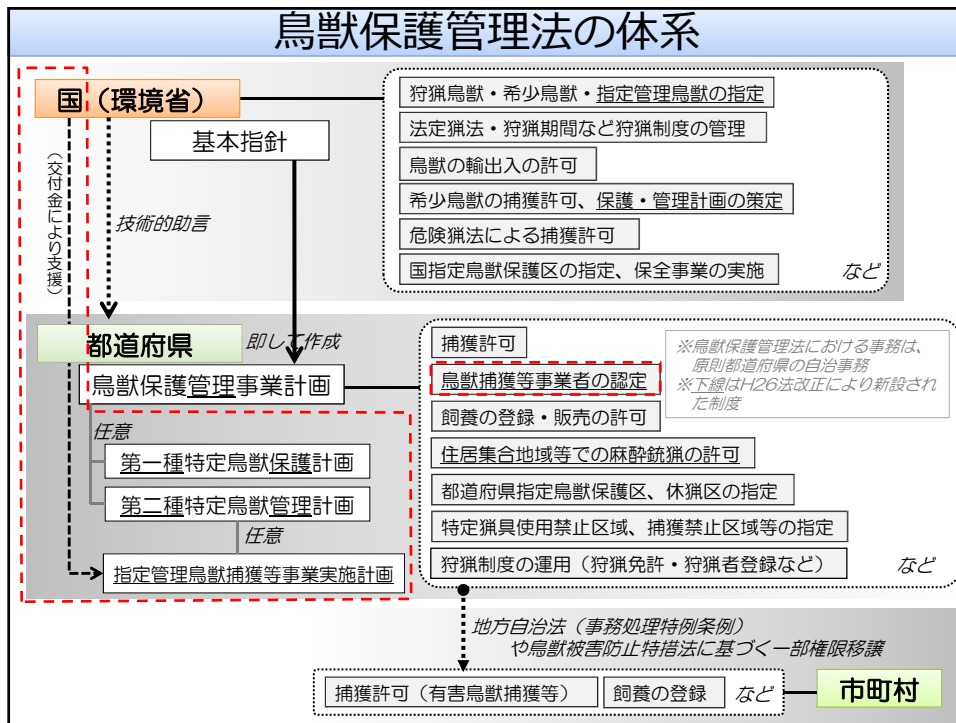 鳥獣保護管理法の体系
国（環境省）
基本指針
（交付金により支援）
技術的助言
狩猟鳥獣・希少鳥獣・指定管理鳥獣の指定
法定猟法・狩猟期間など狩猟制度の管理
鳥獣の輸出入の許可
希少鳥獣の捕獲許可、保護・管理計画の策定
危険猟法による捕獲許可
国指定鳥獣保護区の指定、保全事業の実施
など
都道府県
即して作成
鳥獣保護管理事業計画
任意
第一種特定鳥獣保護計画
第二種特定鳥獣管理計画
任意
指定管理鳥獣捕獲等事業実施計画
捕獲許可
鳥獣捕獲等事業者の認定
飼養の登録・販売の許可
住居集合地域等での麻酔銃猟の許可
都道府県指定鳥獣保護区、休猟区の指定
特定猟具使用禁止区域、捕獲禁止区域等の指定
狩猟制度の運用（狩猟免許・狩猟者登録など）
など
※鳥獣保護管理法における事務は、
原則都道府県の自治事務
※下線はH26法改正により新設され
た制度
地方自治法（事務処理特例条例）
や鳥獣被害防止特措法に基づく一部権限移譲
捕獲許可（有害鳥獣捕獲等）
飼養の登録
など
市町村